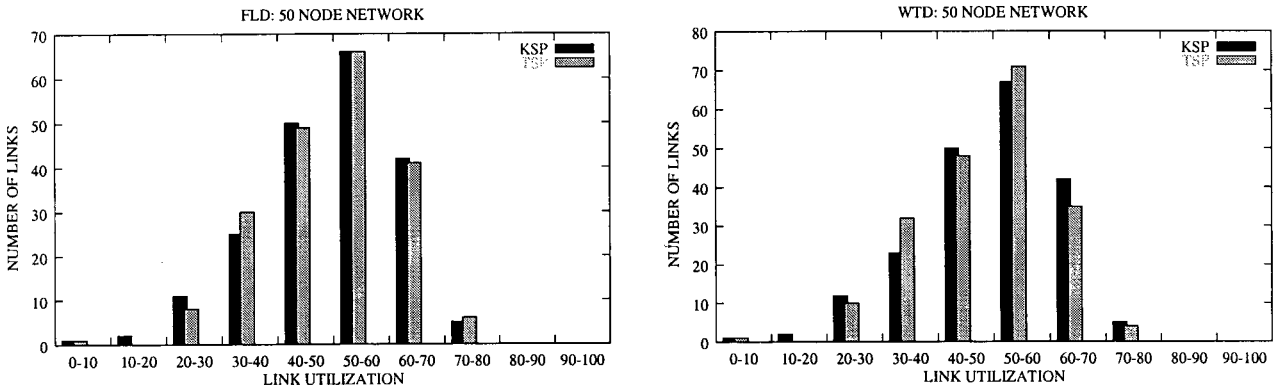 FLD: 50 NODE NETWORK
70
60
50
40
30
20
10
0
NUMBER OF LINKS
KSP
TSP
0-10 10-20 20-30 30-40 40-50 50-60 60-70 70-80 80-90 90-100
LINK UTILIZATION
WTD: 50 NODE NETWORK
80
70
60
50
40
30
20
10
0
NUMBER OF LINKS
KSP
TSP
0-10 10-20 20-30 30-40 40-50 50-60 60-70 70-80 80-90 90-100
LINK UTILIZATION